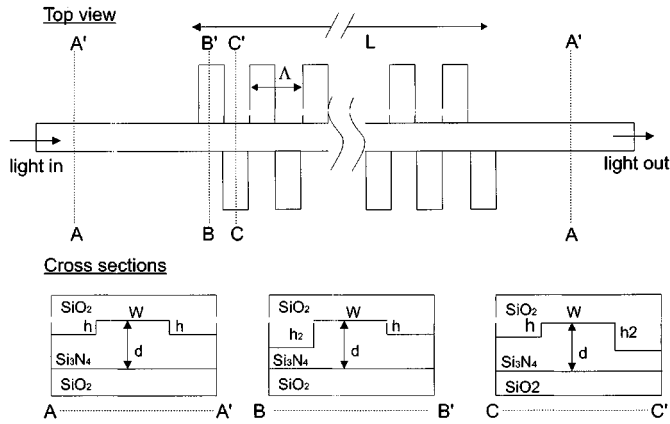 Top view
A' B' C' L A'
Λ
light in
light out
A B C A
Cross sections
SiO₂ W h h d Si₃N₄ SiO₂
A A'
SiO₂ W h₂ h d Si₃N₄ SiO₂
B B'
SiO₂ W h h2 d Si₃N₄ SiO2
C C'